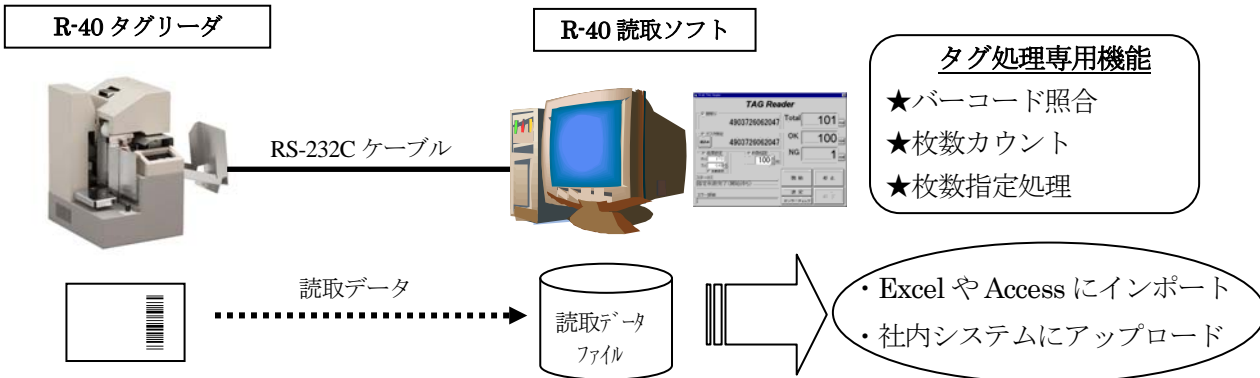 R-40 タグリーダ
R-40 読取ソフト
タグ処理専用機能
★バーコード照合
★枚数カウント
★枚数指定処理
RS-232C ケーブル
TAG Reader
4903726062047
Total
101
4903726062047
OK
100
NG
1
100
読取データ
読取ﾃﾞｰﾀ
ﾌｧｲﾙ
・Excel や Access にインポート
・社内システムにアップロード